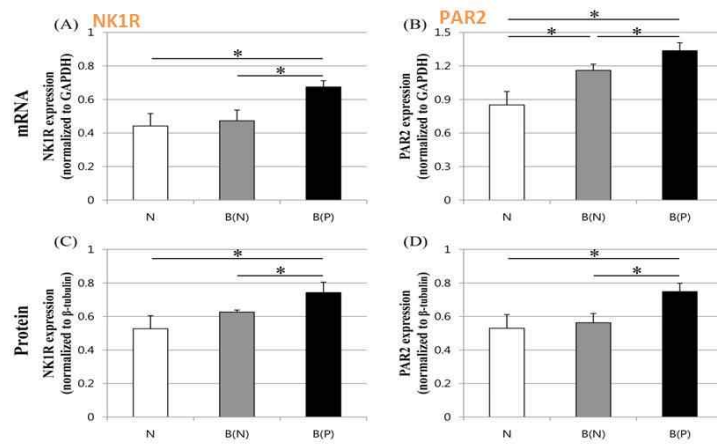 NK1R
PAR2
(A)
(B)
mRNA
NK1R expression
(normalized to GAPDH)
1
0.8
0.6
0.4
0.2
0
*
*
N
B(N)
B(P)
PAR2 expression
(normalized to GAPDH)
1.5
1.2
0.9
0.6
0.3
0
*
*
*
N
B(N)
B(P)
(C)
(D)
Protein
NK1R expression
(normalized to β-tubulin)
1
0.8
0.6
0.4
0.2
0
*
*
N
B(N)
B(P)
PAR2 expression
(normalized to β-tubulin)
1
0.8
0.6
0.4
0.2
0
*
*
N
B(N)
B(P)